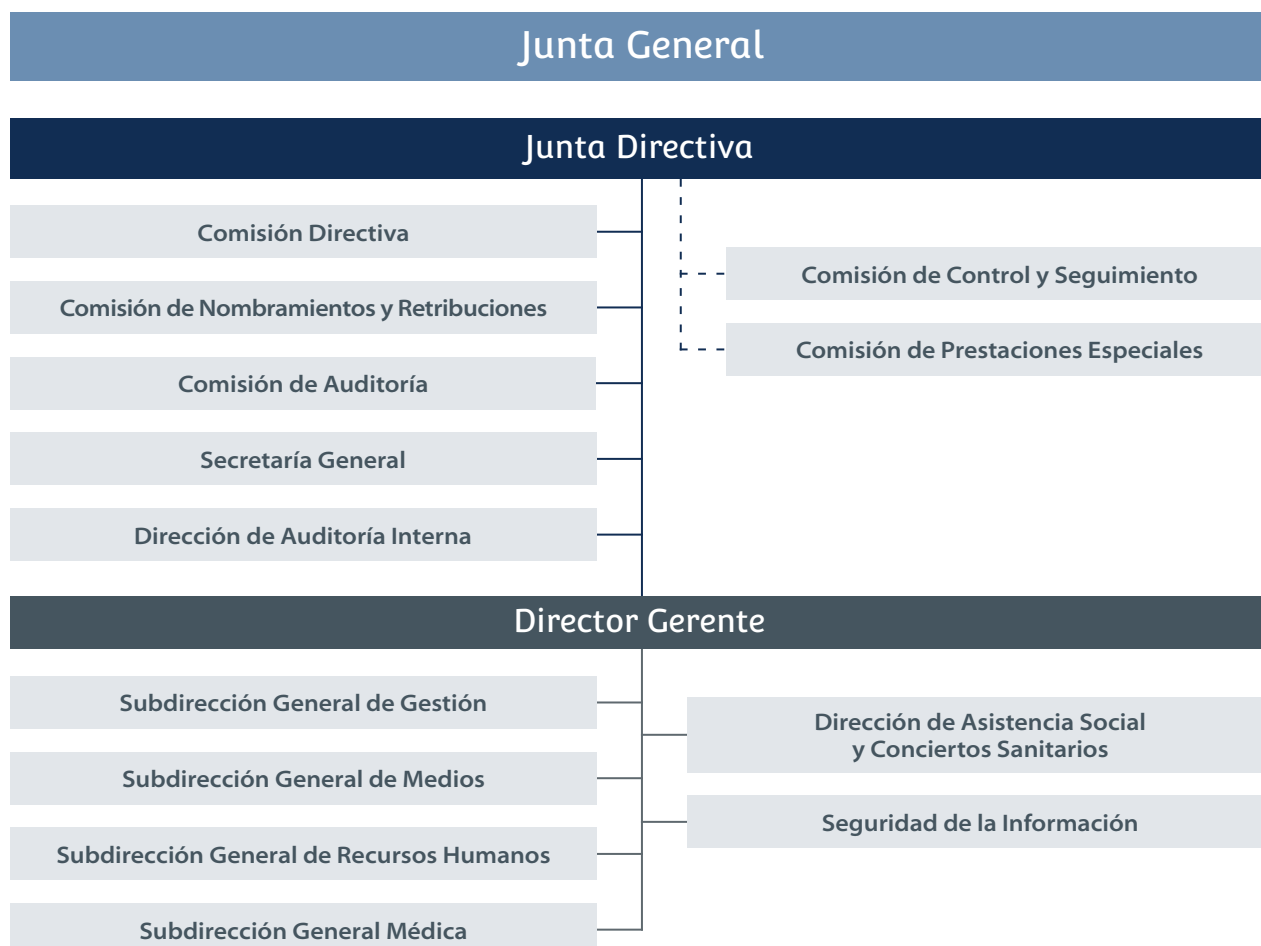 Junta General
Junta Directiva
Comisión Directiva
Comisión de Nombramientos y Retribuciones
Comisión de Auditoría
Secretaría General
Dirección de Auditoría Interna
Comisión de Control y Seguimiento
Comisión de Prestaciones Especiales
Director Gerente
Subdirección General de Gestión
Subdirección General de Medios
Subdirección General de Recursos Humanos
Subdirección General Médica
Dirección de Asistencia Social
y Conciertos Sanitarios
Seguridad de la Información